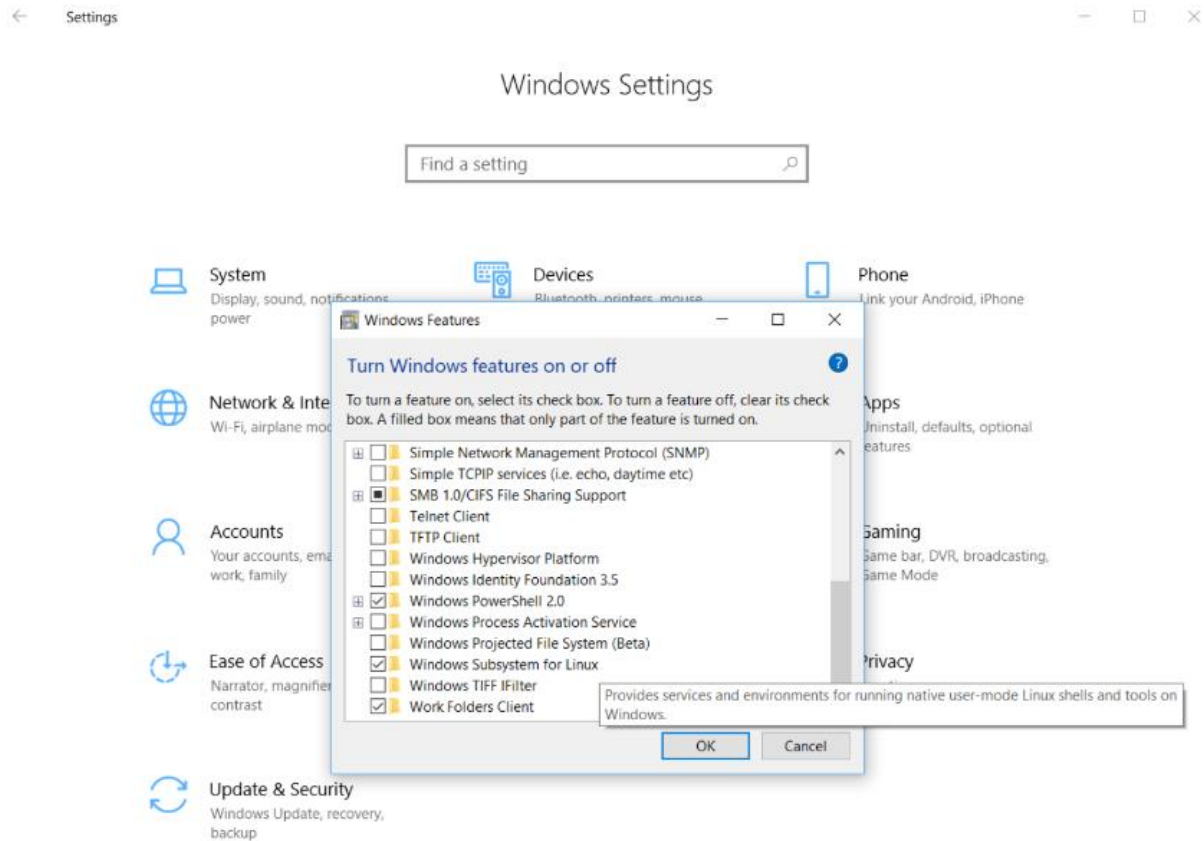 Settings
Windows Settings
Find a setting
System
Display, sound, notifications
power
Devices
Bluetooth, printers, mouse
Phone
Link your Android, iPhone
Network & Inte
Wi-Fi, airplane mod
Apps
Uninstall, defaults, optional
features
Accounts
Your accounts, ema
work, family
Gaming
Game bar, DVR, broadcasting,
Game Mode
Ease of Access
Narrator, magnifier
contrast
Privacy
Update & Security
Windows Update, recovery,
backup
Windows Features
Turn Windows features on or off
To turn a feature on, select its check box. To turn a feature off, clear its check
box. A filled box means that only part of the feature is turned on.
Simple Network Management Protocol (SNMP)
Simple TCPIP services (i.e. echo, daytime etc)
SMB 1.0/CIFS File Sharing Support
Telnet Client
TFTP Client
Windows Hypervisor Platform
Windows Identity Foundation 3.5
Windows PowerShell 2.0
Windows Process Activation Service
Windows Projected File System (Beta)
Windows Subsystem for Linux
Windows TIFF IFilter
Work Folders Client
Provides services and environments for running native user-mode Linux shells and tools on
Windows.
OK
Cancel